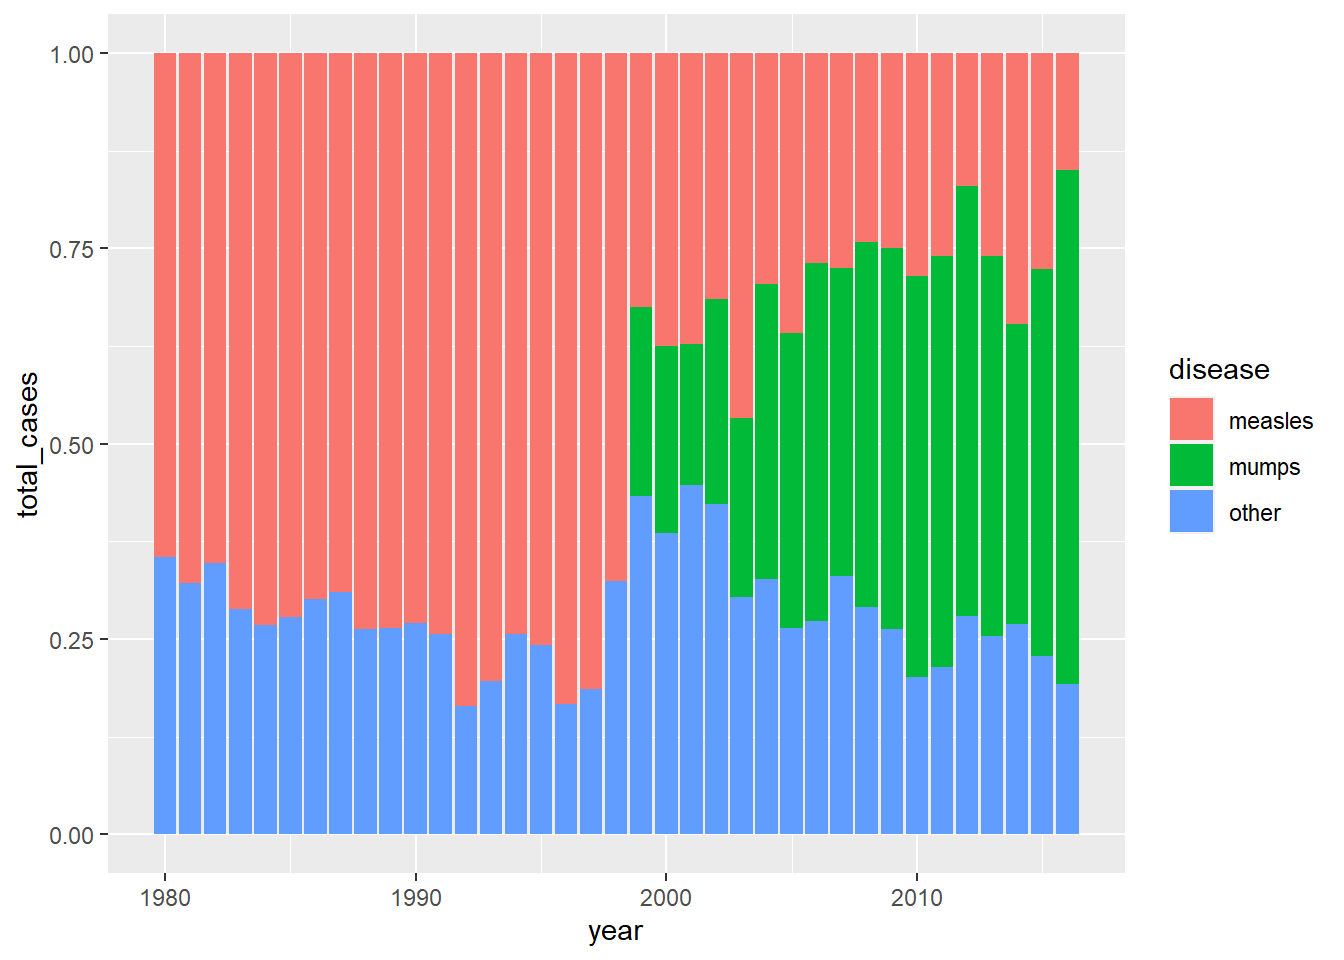 1.00
0.75
0.50
0.25
0.00
total_cases
1980 1990 2000 2010
year
disease
measles
mumps
other